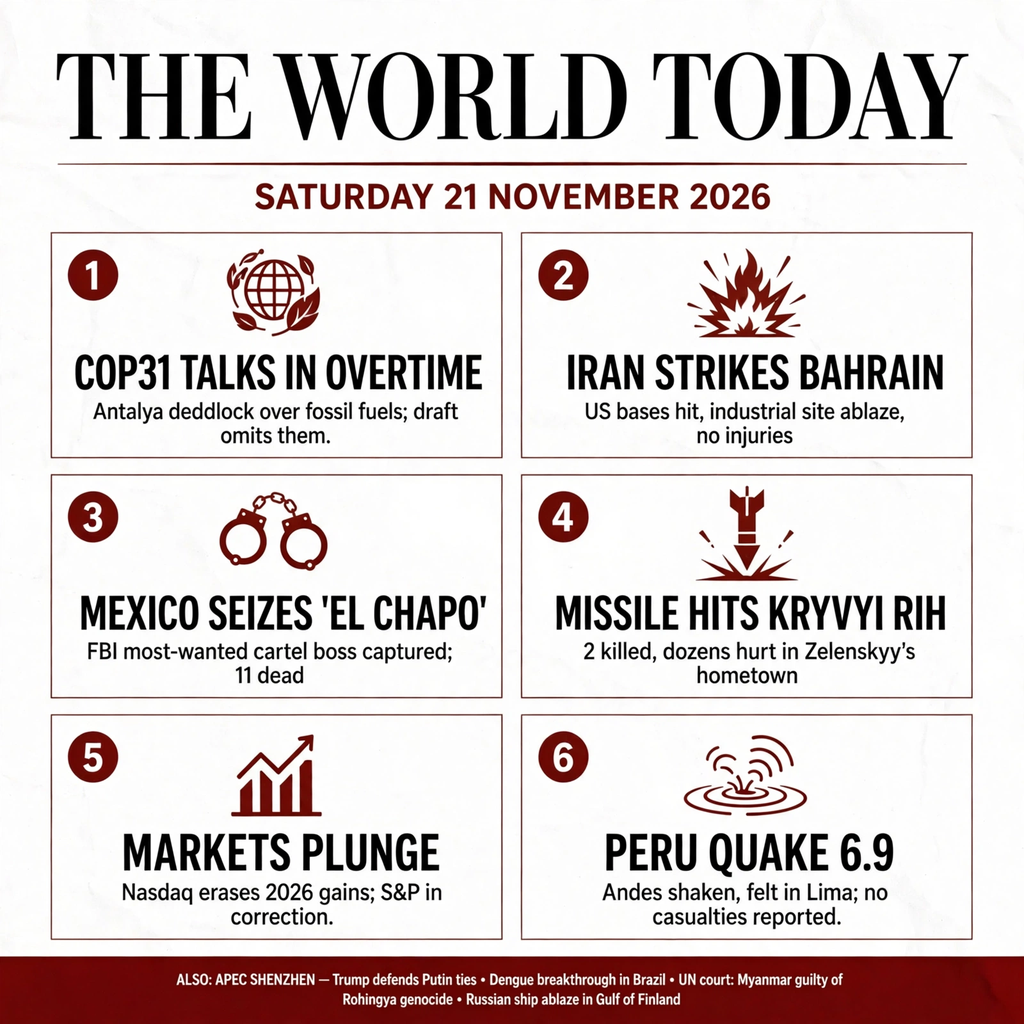 THE WORLD TODAY
SATURDAY 21 NOVEMBER 2026
1
COP31 TALKS IN OVERTIME
Antalya deddlock over fossil fuels; draft
omits them.
2
IRAN STRIKES BAHRAIN
US bases hit, industrial site ablaze,
no injuries
3
MEXICO SEIZES 'EL CHAPO'
FBI most-wanted cartel boss captured;
11 dead
4
MISSILE HITS KRYVYI RIH
2 killed, dozens hurt in Zelenskyy's
hometown
5
MARKETS PLUNGE
Nasdaq erases 2026 gains; S&P in
correction.
6
PERU QUAKE 6.9
Andes shaken, felt in Lima; no
casualties reported.
ALSO: APEC SHENZHEN — Trump defends Putin ties • Dengue breakthrough in Brazil • UN court: Myanmar guilty of
Rohingya genocide • Russian ship ablaze in Gulf of Finland